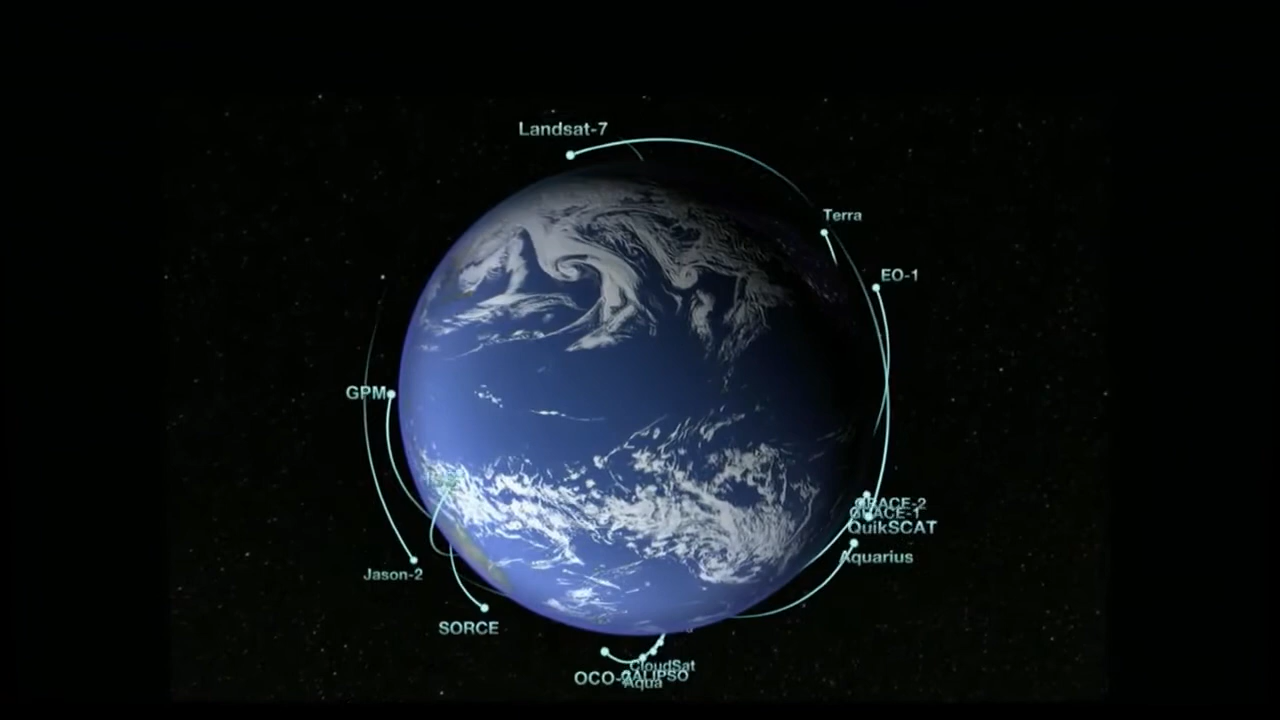 Landsat-7
Terra
EO-1
GPM
GRACE-2
GRACE-1
QuikSCAT
Aquarius
Jason-2
SORCE
CloudSat
CALIPSO
Aqua